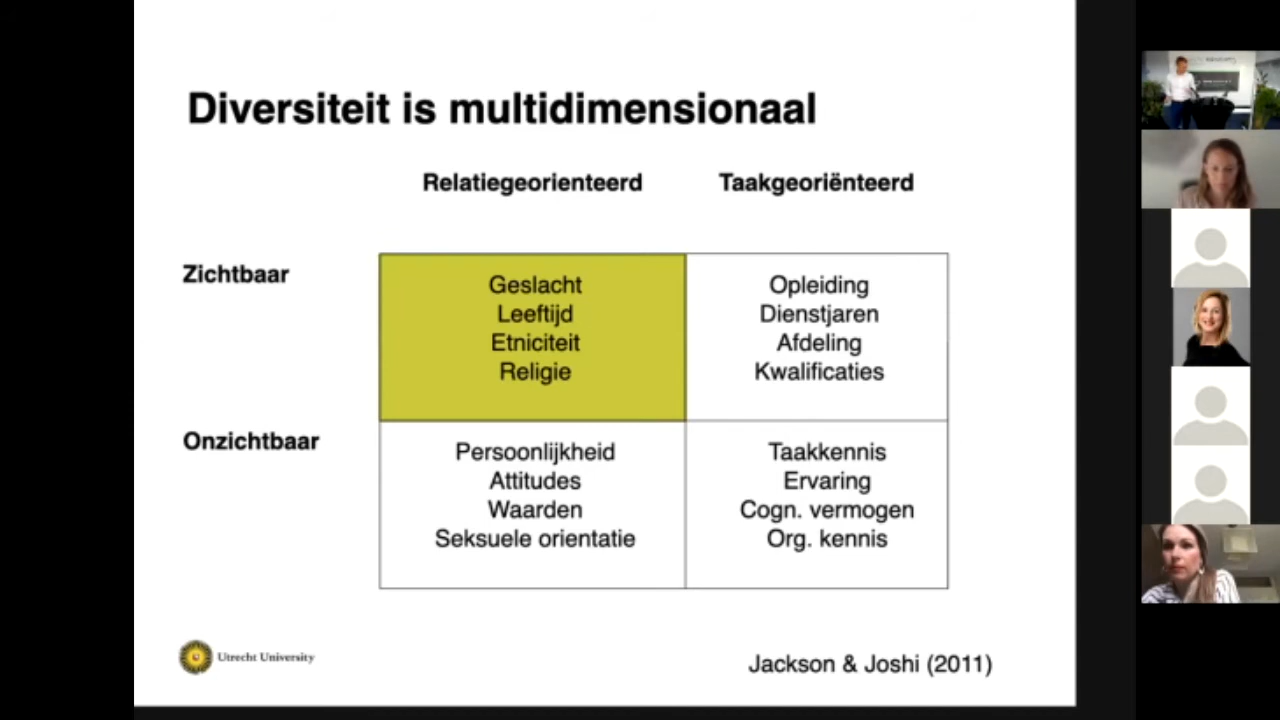 Diversiteit is multidimensionaal
Relatiegeorienteerd
Taakgeoriënteerd
Zichtbaar
Geslacht
Leeftijd
Etniciteit
Religie
Opleiding
Dienstjaren
Afdeling
Kwalificaties
Onzichtbaar
Persoonlijkheid
Attitudes
Waarden
Seksuele orientatie
Taakkennis
Ervaring
Cogn. vermogen
Org. kennis
Utrecht University
Jackson & Joshi (2011)